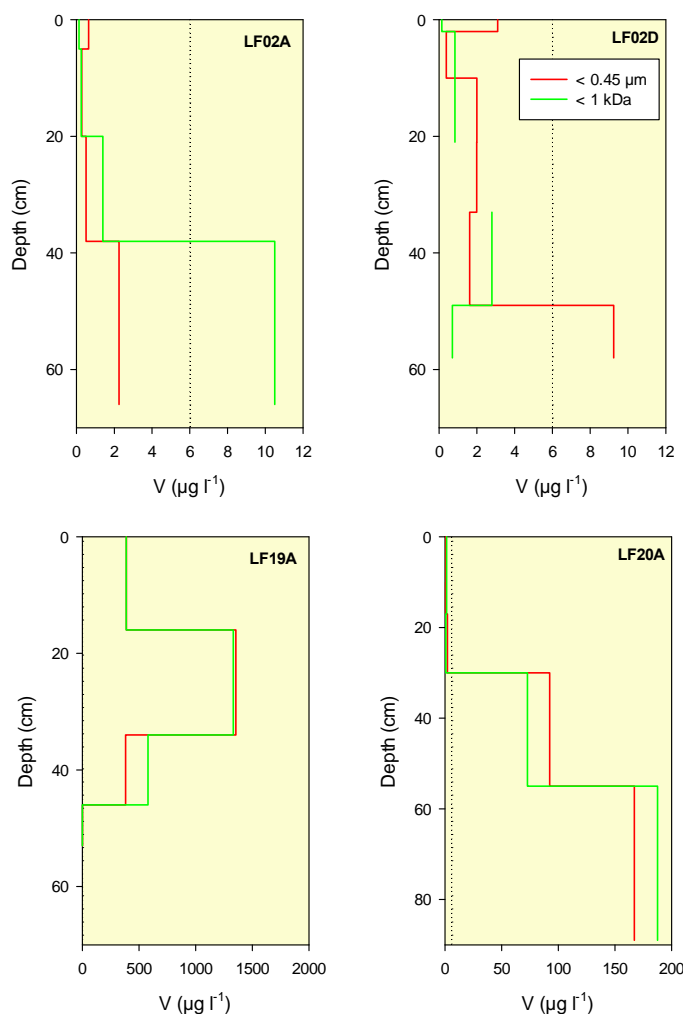 LF02A
0
20
40
60
Depth (cm)
0 2 4 6 8 10 12
V (µg l⁻¹)
LF02D
< 0.45 µm
< 1 kDa
0
20
40
60
Depth (cm)
0 2 4 6 8 10 12
V (µg l⁻¹)
LF19A
0
20
40
60
Depth (cm)
0 500 1000 1500 2000
V (µg l⁻¹)
LF20A
0
20
40
60
80
Depth (cm)
0 50 100 150 200
V (µg l⁻¹)